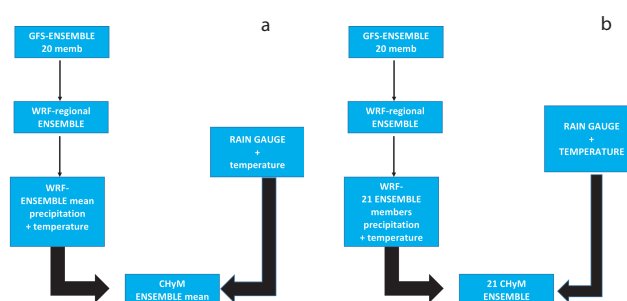 a
GFS-ENSEMBLE
20 memb
WRF-regional
ENSEMBLE
RAIN GAUGE
+
temperature
WRF-
ENSEMBLE mean
precipitation
+ temperature
CHyM
ENSEMBLE mean
b
GFS-ENSEMBLE
20 memb
WRF-regional
ENSEMBLE
RAIN GAUGE
+
TEMPERATURE
WRF-
21 ENSEMBLE
members
precipitation
+ temperature
21 CHyM
ENSEMBLE